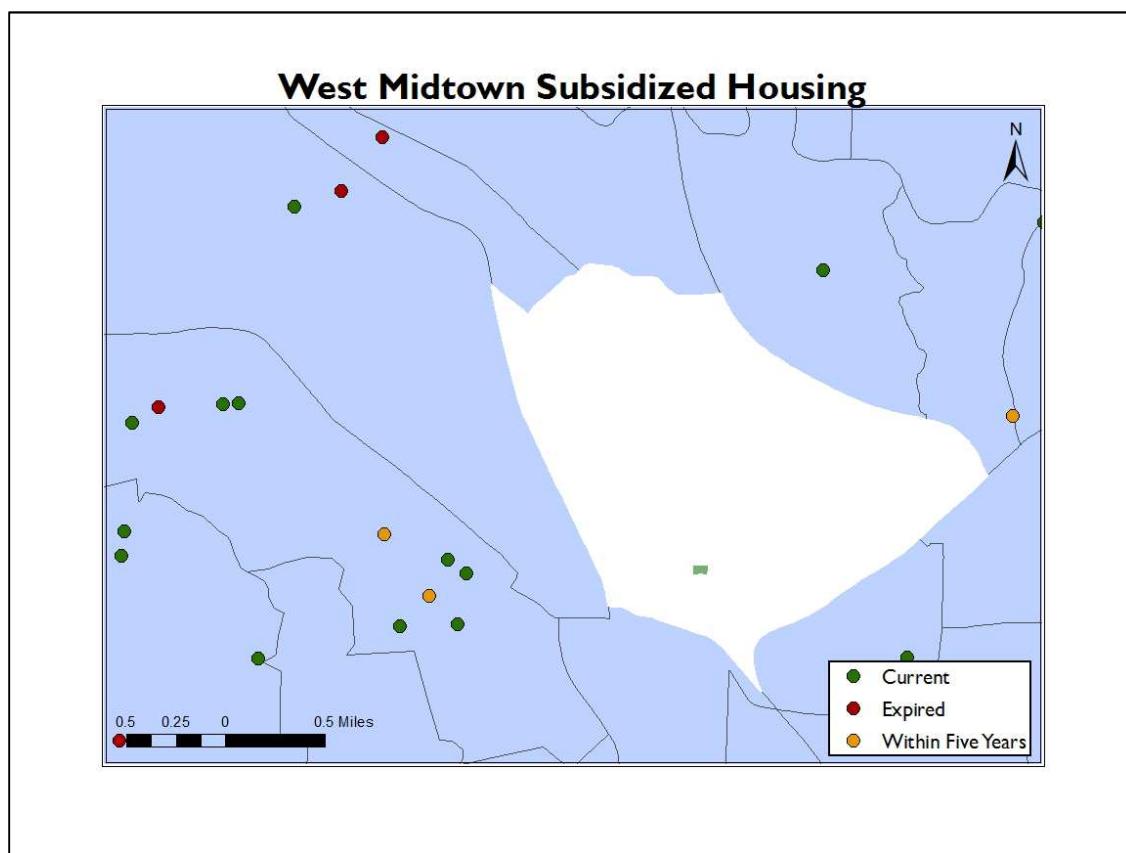 West Midtown Subsidized Housing
N
Current
Expired
Within Five Years
0.5 0.25 0 0.5 Miles